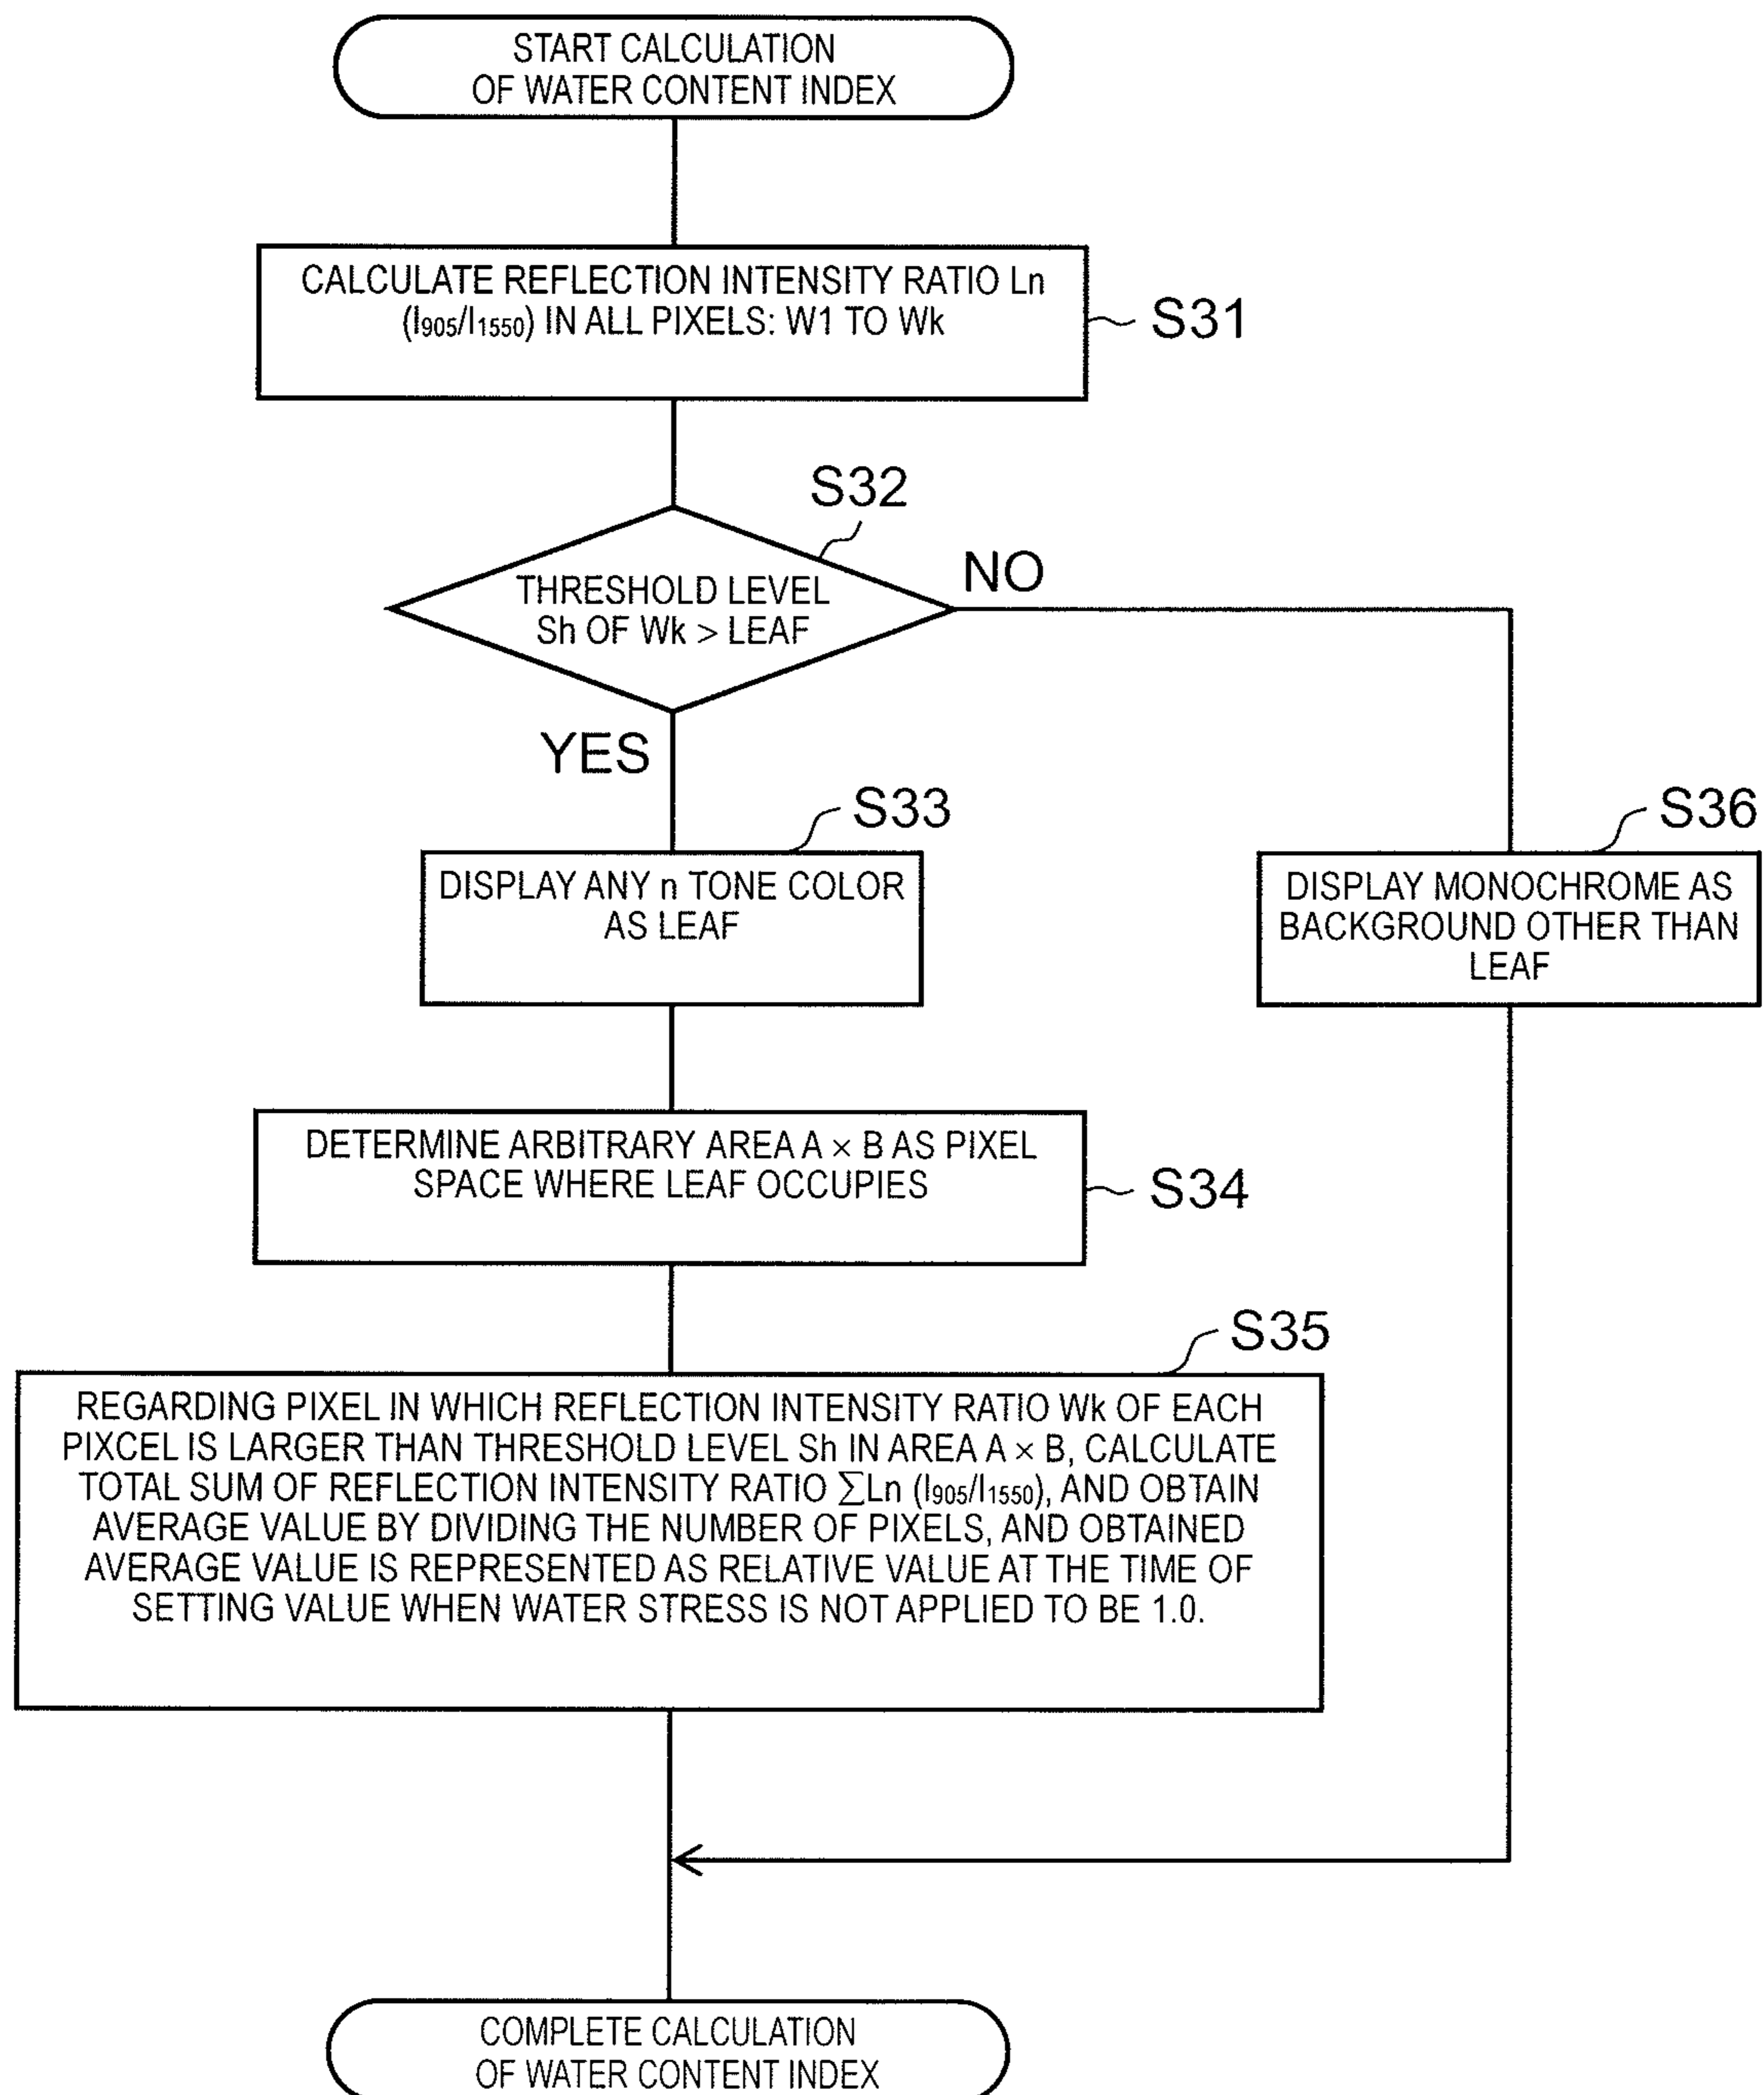 START CALCULATION
OF WATER CONTENT INDEX
CALCULATE REFLECTION INTENSITY RATIO Ln
(I₉₀₅/I₁₅₅₀) IN ALL PIXELS: W1 TO Wk
S31
S32
THRESHOLD LEVEL
Sh OF Wk > LEAF
NO
YES
S33
DISPLAY ANY n TONE COLOR
AS LEAF
S36
DISPLAY MONOCHROME AS
BACKGROUND OTHER THAN
LEAF
DETERMINE ARBITRARY AREA A × B AS PIXEL
SPACE WHERE LEAF OCCUPIES
S34
S35
REGARDING PIXEL IN WHICH REFLECTION INTENSITY RATIO Wk OF EACH
PIXCEL IS LARGER THAN THRESHOLD LEVEL Sh IN AREA A × B, CALCULATE
TOTAL SUM OF REFLECTION INTENSITY RATIO ∑Ln (I₉₀₅/I₁₅₅₀), AND OBTAIN
AVERAGE VALUE BY DIVIDING THE NUMBER OF PIXELS, AND OBTAINED
AVERAGE VALUE IS REPRESENTED AS RELATIVE VALUE AT THE TIME OF
SETTING VALUE WHEN WATER STRESS IS NOT APPLIED TO BE 1.0.
COMPLETE CALCULATION
OF WATER CONTENT INDEX